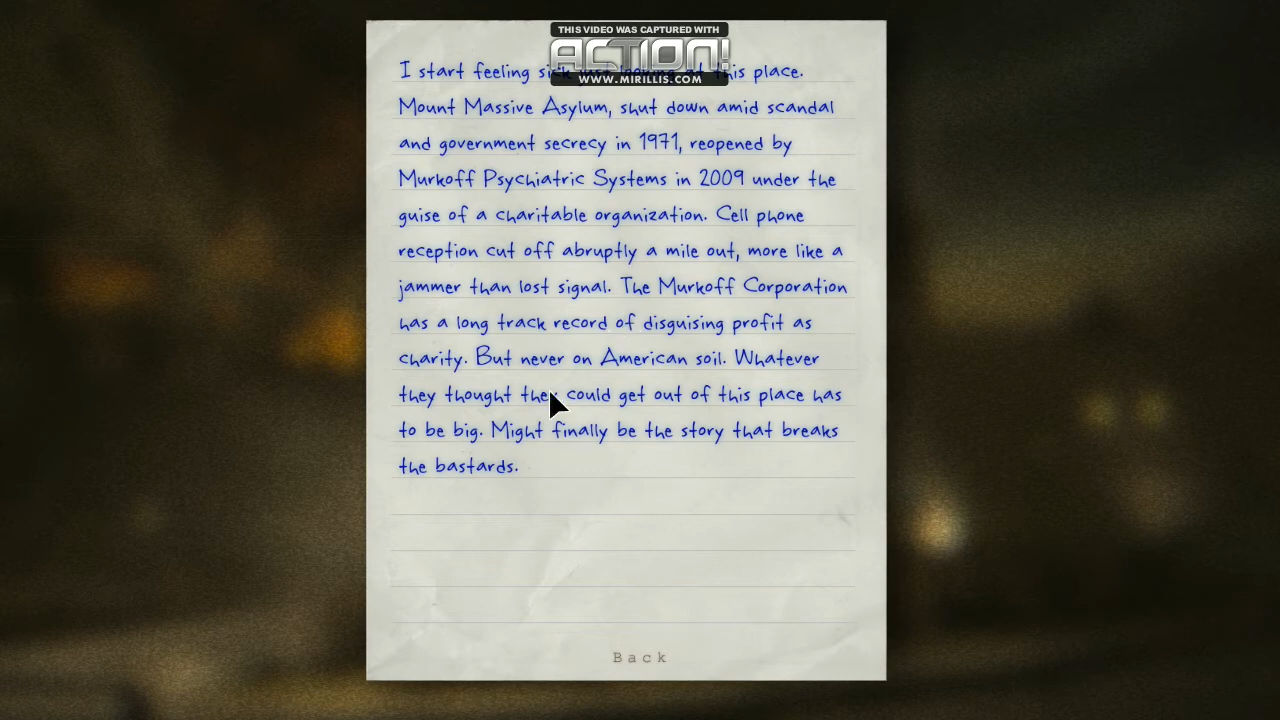 THIS VIDEO WAS CAPTURED WITH
ACTION!
WWW.MIRILLIS.COM
I start feeling sick just looking at this place.
Mount Massive Asylum, shut down amid scandal
and government secrecy in 1971, reopened by
Murkoff Psychiatric Systems in 2009 under the
guise of a charitable organization. Cell phone
reception cut off abruptly a mile out, more like a
jammer than lost signal. The Murkoff Corporation
has a long track record of disguising profit as
charity. But never on American soil. Whatever
they thought they could get out of this place has
to be big. Might finally be the story that breaks
the bastards.
Back